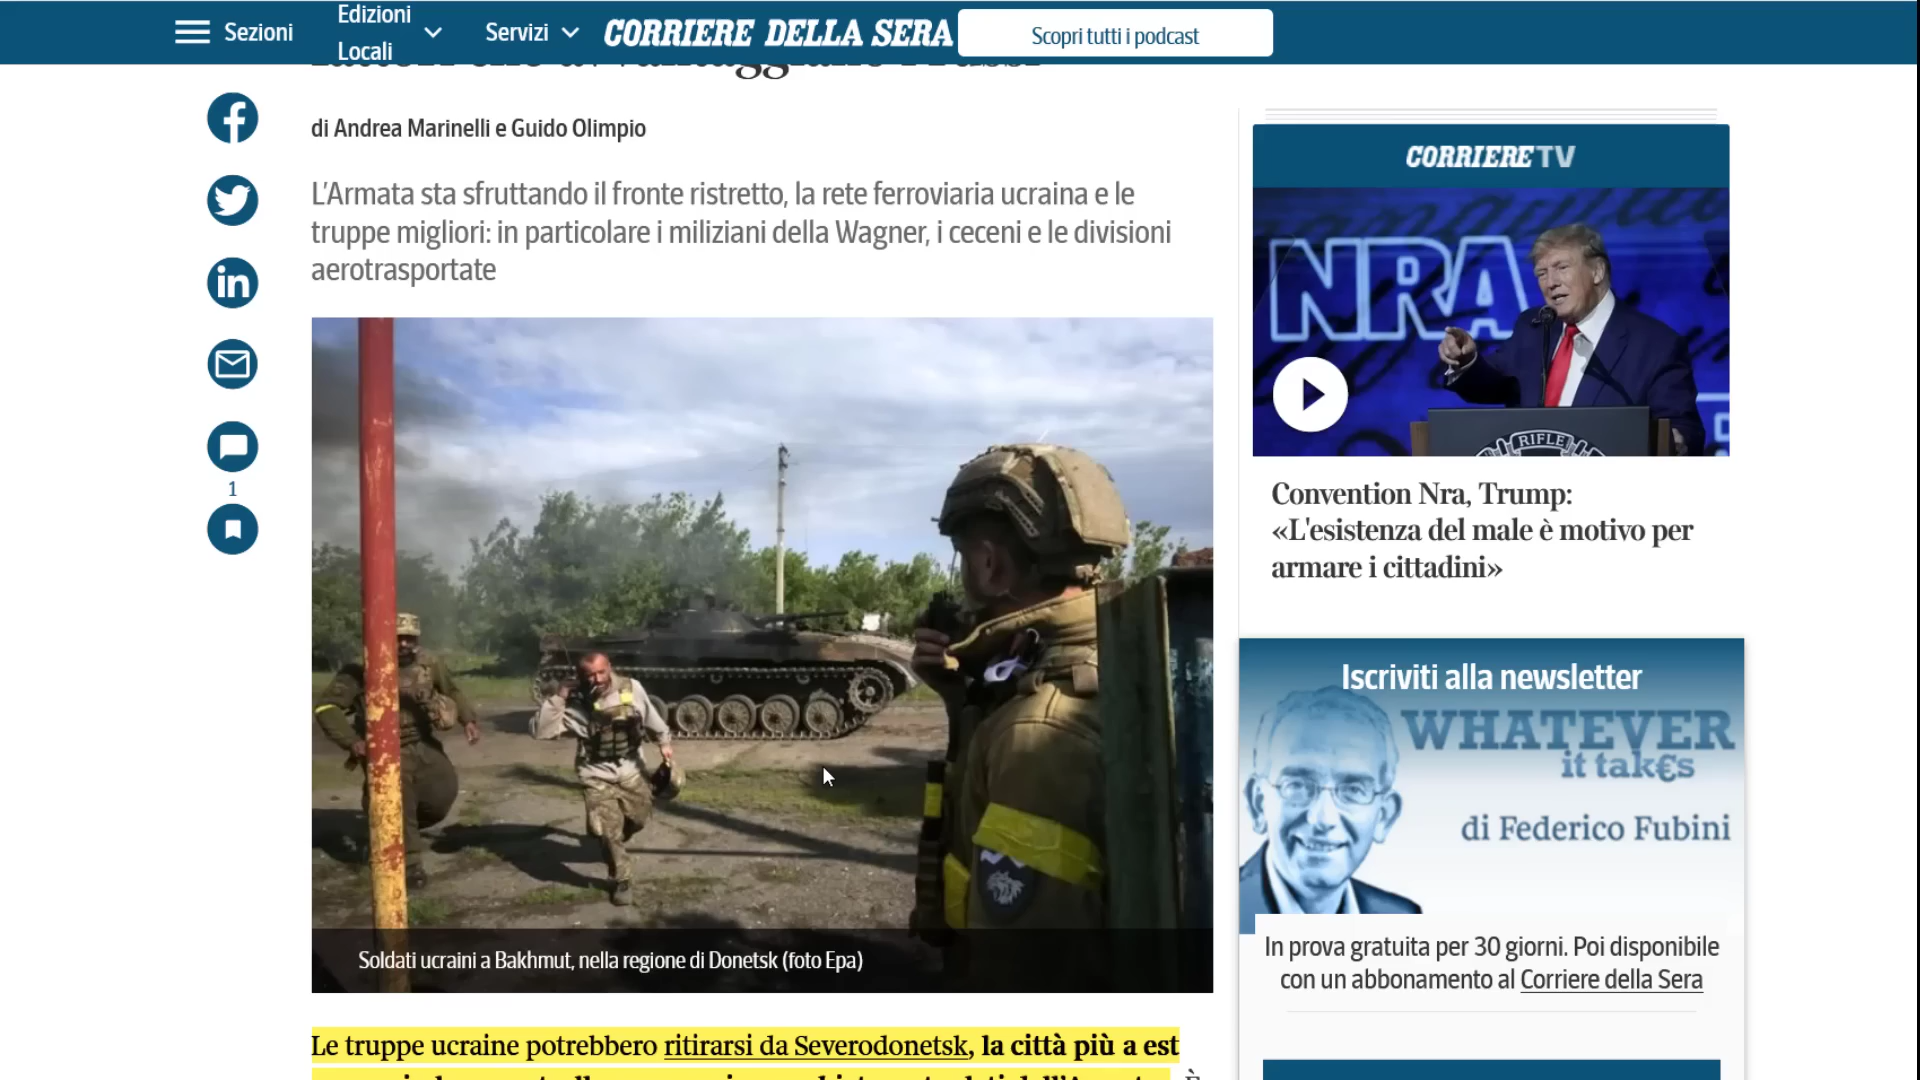 Sezioni
Edizioni
Locali
Servizi
CORRIERE DELLA SERA
Scopri tutti i podcast
di Andrea Marinelli e Guido Olimpio
L'Armata sta sfruttando il fronte ristretto, la rete ferroviaria ucraina e le
truppe migliori: in particolare i miliziani della Wagner, i ceceni e le divisioni
aerotrasportate
1
Soldati ucraini a Bakhmut, nella regione di Donetsk (foto Epa)
Le truppe ucraine potrebbero ritirarsi da Severodonetsk, la città più a est
CORRIERE TV
NRA
RIFLE
Convention Nra, Trump:
«L'esistenza del male è motivo per
armare i cittadini»
Iscriviti alla newsletter
WHATEVER
it tak€s
di Federico Fubini
In prova gratuita per 30 giorni. Poi disponibile
con un abbonamento al Corriere della Sera